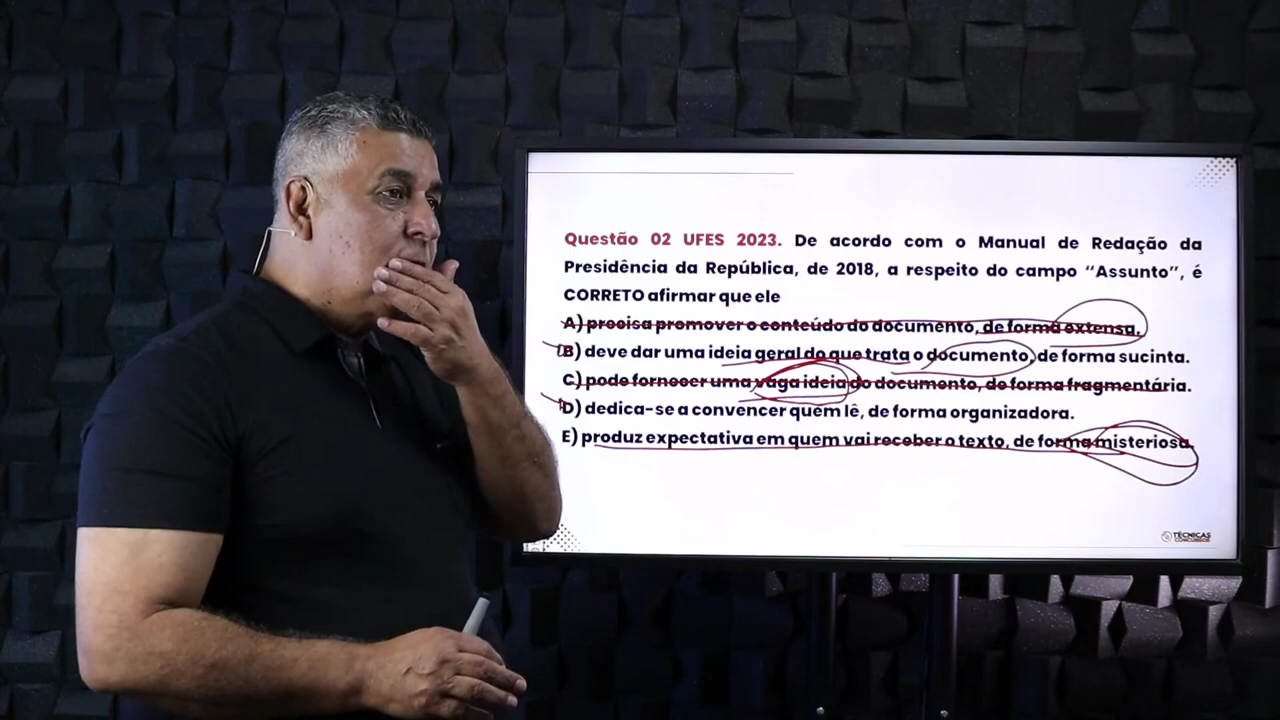 Questão 02 UFES 2023. De acordo com o Manual de Redação da
Presidência da República, de 2018, a respeito do campo “Assunto”, é
CORRETO afirmar que ele
A) precisa promover o conteúdo do documento, de forma extensa.
B) deve dar uma ideia geral do que trata o documento, de forma sucinta.
C) pode fornecer uma vaga ideia do documento, de forma fragmentária.
D) dedica-se a convencer quem lê, de forma organizadora.
E) produz expectativa em quem vai receber o texto, de forma misteriosa.
TÉCNICAS
CONCURSOS